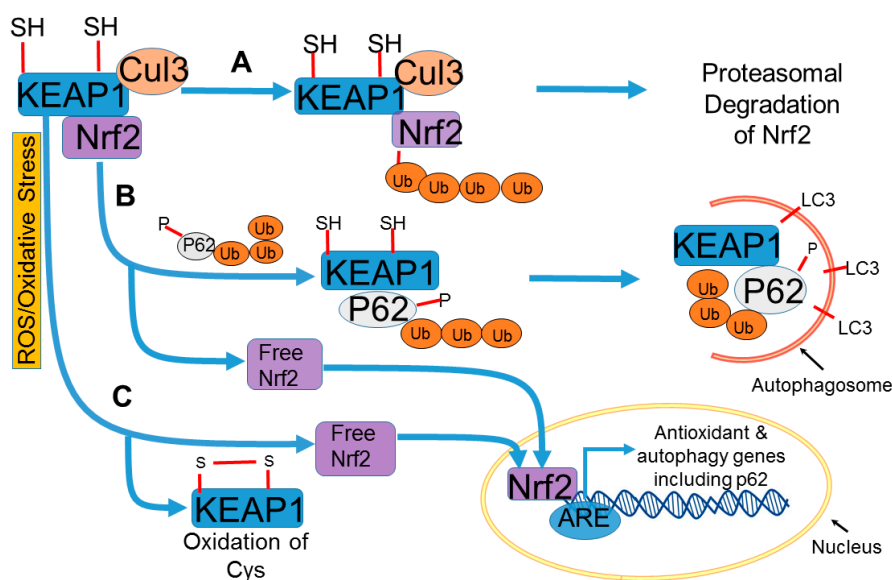 SH
SH
Cul3
KEAP1
Nrf2
A
SH
SH
Cul3
KEAP1
Nrf2
Ub
Ub
Ub
Ub
Proteasomal
Degradation
of Nrf2
ROS/Oxidative Stress
B
P
P62
Ub
Ub
Ub
SH
SH
KEAP1
P62
P
Ub
Ub
Ub
LC3
KEAP1
P
LC3
P62
Ub
Ub
Ub
LC3
Autophagosome
Free
Nrf2
C
Free
Nrf2
S
S
KEAP1
Oxidation of
Cys
Antioxidant &
autophagy genes
including p62
Nrf2
ARE
Nucleus